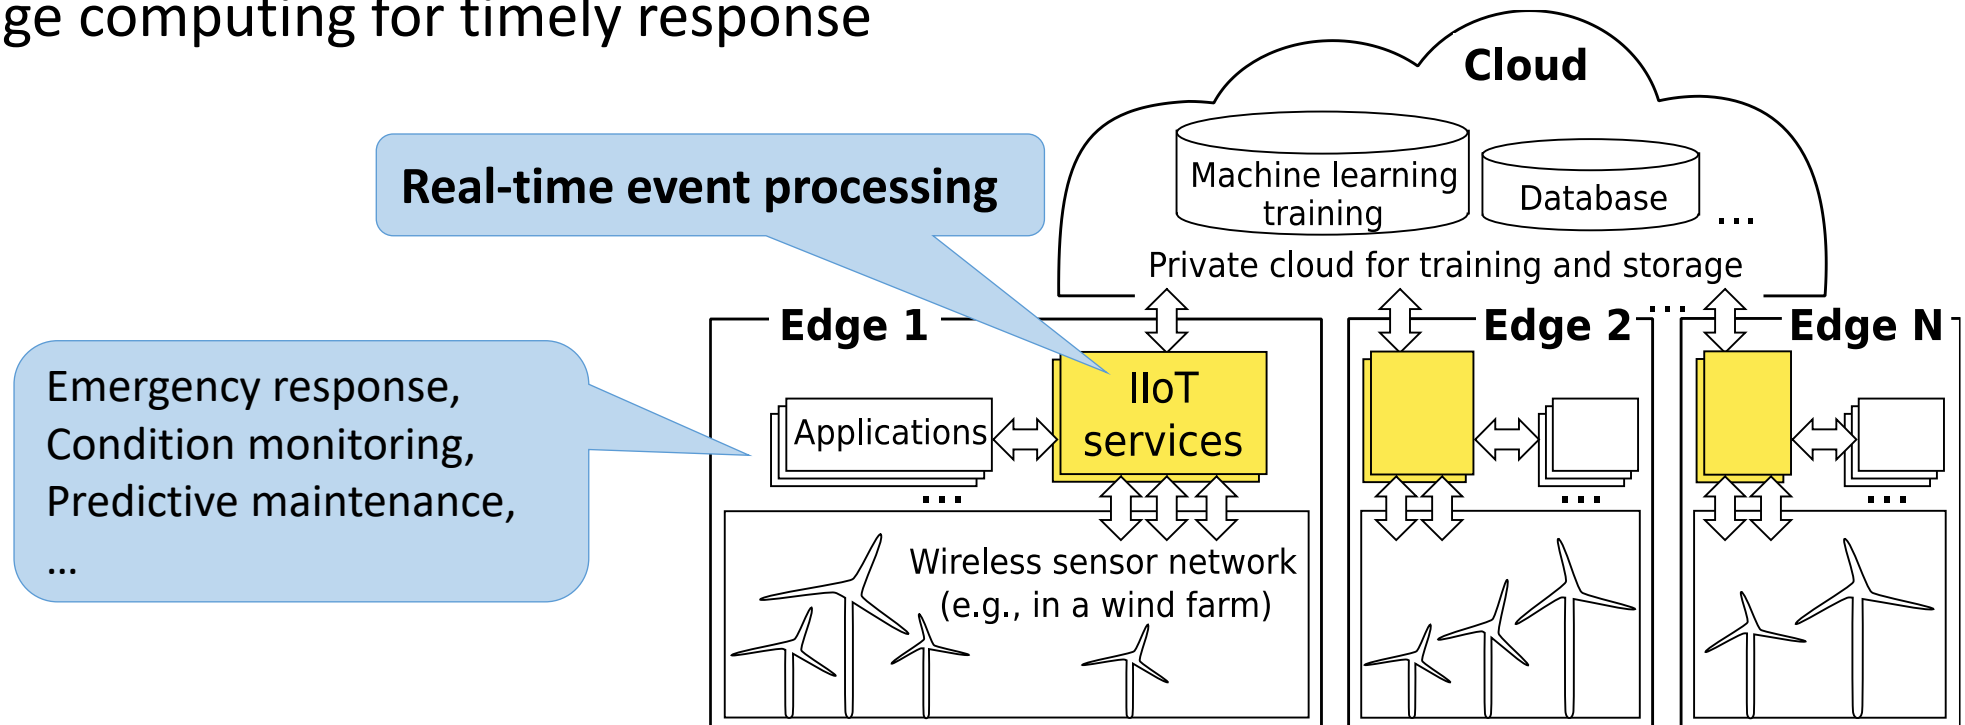 ge computing for timely response
Cloud
Real-time event processing
Machine learning
training
Database
...
Private cloud for training and storage
...
Edge 1
Edge 2
Edge N
Emergency response,
Condition monitoring,
Predictive maintenance,
...
Applications
...
IIoT
services
...
...
Wireless sensor network
(e.g., in a wind farm)